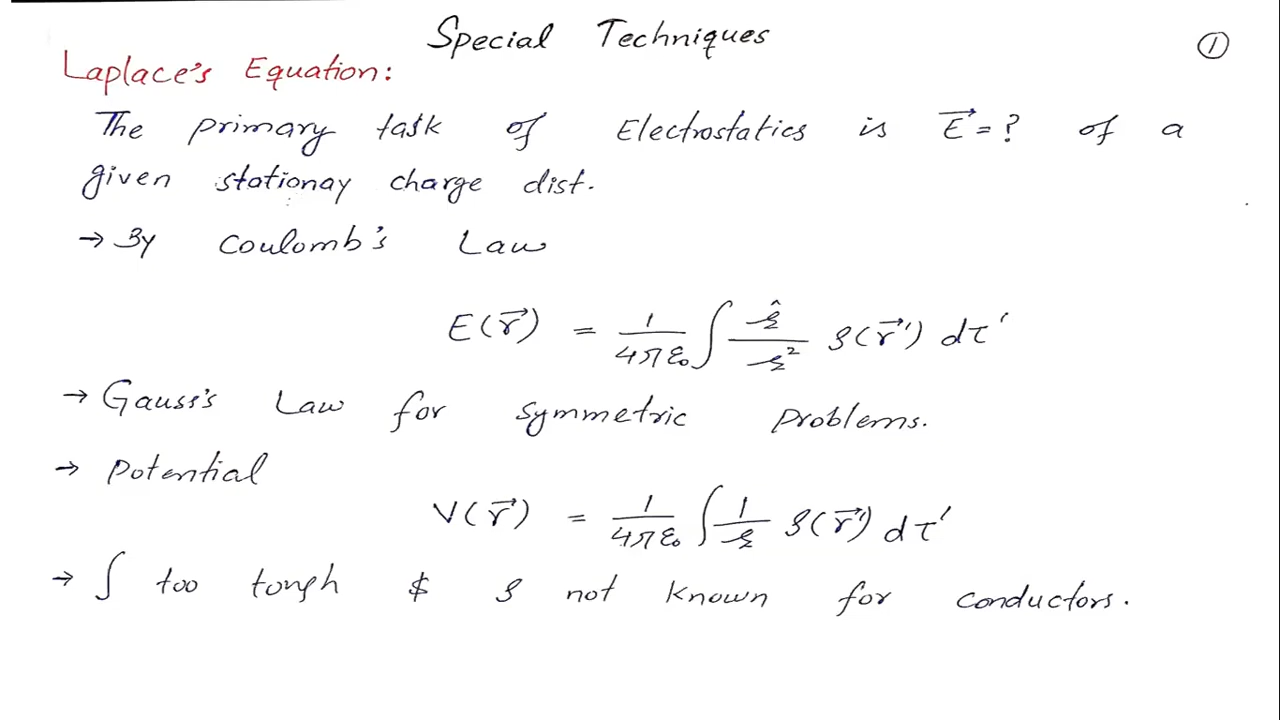 Special Techniques
①
Laplace's Equation:
The primary task of Electrostatics is E⃗ = ? of a
given stationay charge dist.
→ By Coulomb's Law
E(r⃗) = 1/4πε₀ ∫ 𝓇̂/𝓇² ρ(r⃗′) dτ′
→ Gauss's Law for symmetric problems.
→ Potential
V(r⃗) = 1/4πε₀ ∫ 1/𝓇 ρ(r⃗′) dτ′
→ ∫ too tough & ρ not known for conductors.